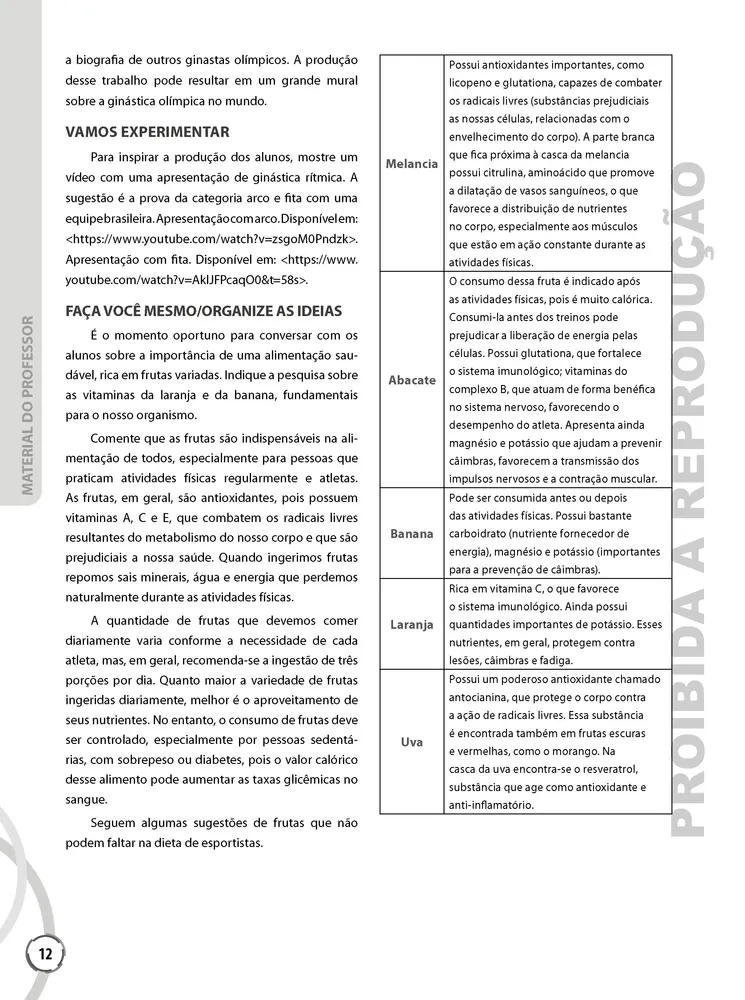 a biografia de outros ginastas olímpicos. A produção
desse trabalho pode resultar em um grande mural
sobre a ginástica olímpica no mundo.
VAMOS EXPERIMENTAR
Para inspirar a produção dos alunos, mostre um
vídeo com uma apresentação de ginástica rítmica. A
sugestão é a prova da categoria arco e fita com uma
equipe brasileira. Apresentação com arco. Disponível em:
<https://www.youtube.com/watch?v=zsgoM0Pndzk>.
Apresentação com fita. Disponível em: <https://www.
youtube.com/watch?v=AklJFPcaqO0&t=58s>.
FAÇA VOCÊ MESMO/ORGANIZE AS IDEIAS
É o momento oportuno para conversar com os
alunos sobre a importância de uma alimentação sau-
dável, rica em frutas variadas. Indique a pesquisa sobre
as vitaminas da laranja e da banana, fundamentais
para o nosso organismo.
Comente que as frutas são indispensáveis na ali-
mentação de todos, especialmente para pessoas que
praticam atividades físicas regularmente e atletas.
As frutas, em geral, são antioxidantes, pois possuem
vitaminas A, C e E, que combatem os radicais livres
resultantes do metabolismo do nosso corpo e que são
prejudiciais a nossa saúde. Quando ingerimos frutas
repomos sais minerais, água e energia que perdemos
naturalmente durante as atividades físicas.
A quantidade de frutas que devemos comer
diariamente varia conforme a necessidade de cada
atleta, mas, em geral, recomenda-se a ingestão de três
porções por dia. Quanto maior a variedade de frutas
ingeridas diariamente, melhor é o aproveitamento de
seus nutrientes. No entanto, o consumo de frutas deve
ser controlado, especialmente por pessoas sedentá-
rias, com sobrepeso ou diabetes, pois o valor calórico
desse alimento pode aumentar as taxas glicêmicas no
sangue.
Seguem algumas sugestões de frutas que não
podem faltar na dieta de esportistas.
Melancia
Possui antioxidantes importantes, como
licopeno e glutationa, capazes de combater
os radicais livres (substâncias prejudiciais
as nossas células, relacionadas com o
envelhecimento do corpo). A parte branca
que fica próxima à casca da melancia
possui citrulina, aminoácido que promove
a dilatação de vasos sanguíneos, o que
favorece a distribuição de nutrientes
no corpo, especialmente aos músculos
que estão em ação constante durante as
atividades físicas.
Abacate
O consumo dessa fruta é indicado após
as atividades físicas, pois é muito calórica.
Consumi-la antes dos treinos pode
prejudicar a liberação de energia pelas
células. Possui glutationa, que fortalece
o sistema imunológico; vitaminas do
complexo B, que atuam de forma benéfica
no sistema nervoso, favorecendo o
desempenho do atleta. Apresenta ainda
magnésio e potássio que ajudam a prevenir
câimbras, favorecem a transmissão dos
impulsos nervosos e a contração muscular.
Banana
Pode ser consumida antes ou depois
das atividades físicas. Possui bastante
carboidrato (nutriente fornecedor de
energia), magnésio e potássio (importantes
para a prevenção de câimbras).
Laranja
Rica em vitamina C, o que favorece
o sistema imunológico. Ainda possui
quantidades importantes de potássio. Esses
nutrientes, em geral, protegem contra
lesões, câimbras e fadiga.
Uva
Possui um poderoso antioxidante chamado
antocianina, que protege o corpo contra
a ação de radicais livres. Essa substância
é encontrada também em frutas escuras
e vermelhas, como o morango. Na
casca da uva encontra-se o resveratrol,
substância que age como antioxidante e
anti-inflamatório.
MATERIAL DO PROFESSOR
PROIBIDA A REPRODUÇÃO
12